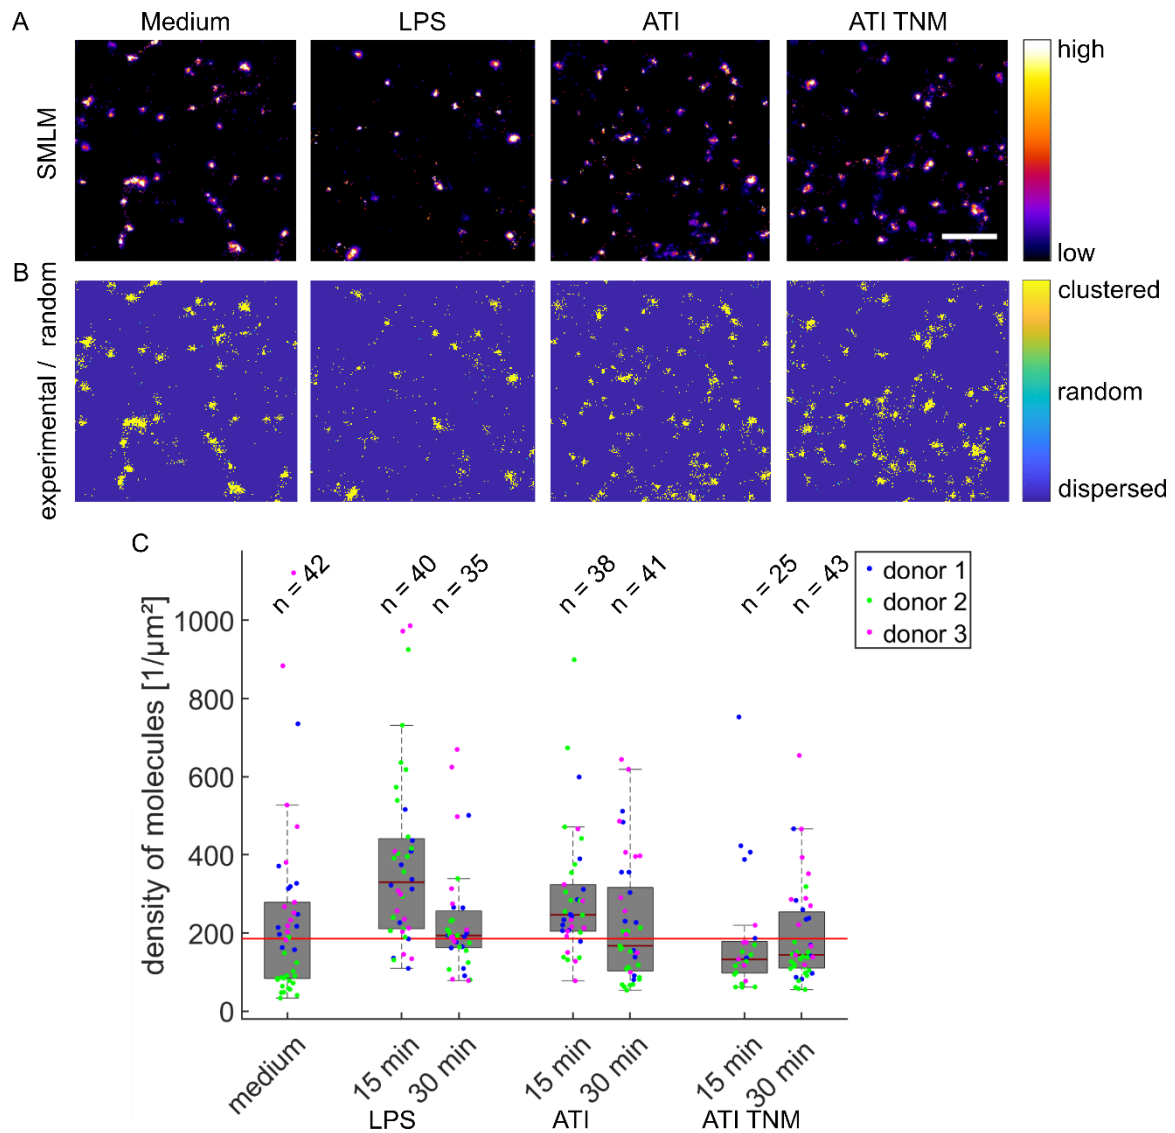 A
Medium
LPS
ATI
ATI TNM
SMLM
high
low
B
experimental / random
clustered
random
dispersed
C
n = 42
n = 40
n = 35
n = 38
n = 41
n = 25
n = 43
donor 1
donor 2
donor 3
density of molecules [1/µm²]
1000
800
600
400
200
0
medium
15 min
30 min
15 min
30 min
15 min
30 min
LPS
ATI
ATI TNM